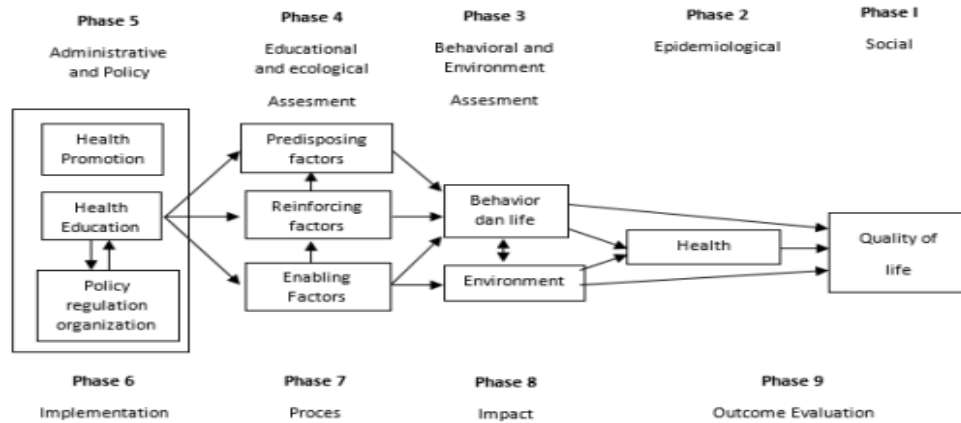 Phase 5
Administrative
and Policy
Phase 4
Educational
and ecological
Assesment
Phase 3
Behavioral and
Environment
Assesment
Phase 2
Epidemiological
Phase I
Social
Health
Promotion
Health
Education
Policy
regulation
organization
Predisposing
factors
Reinforcing
factors
Enabling
Factors
Behavior
dan life
Environment
Health
Quality of
life
Phase 6
Implementation
Phase 7
Proces
Phase 8
Impact
Phase 9
Outcome Evaluation